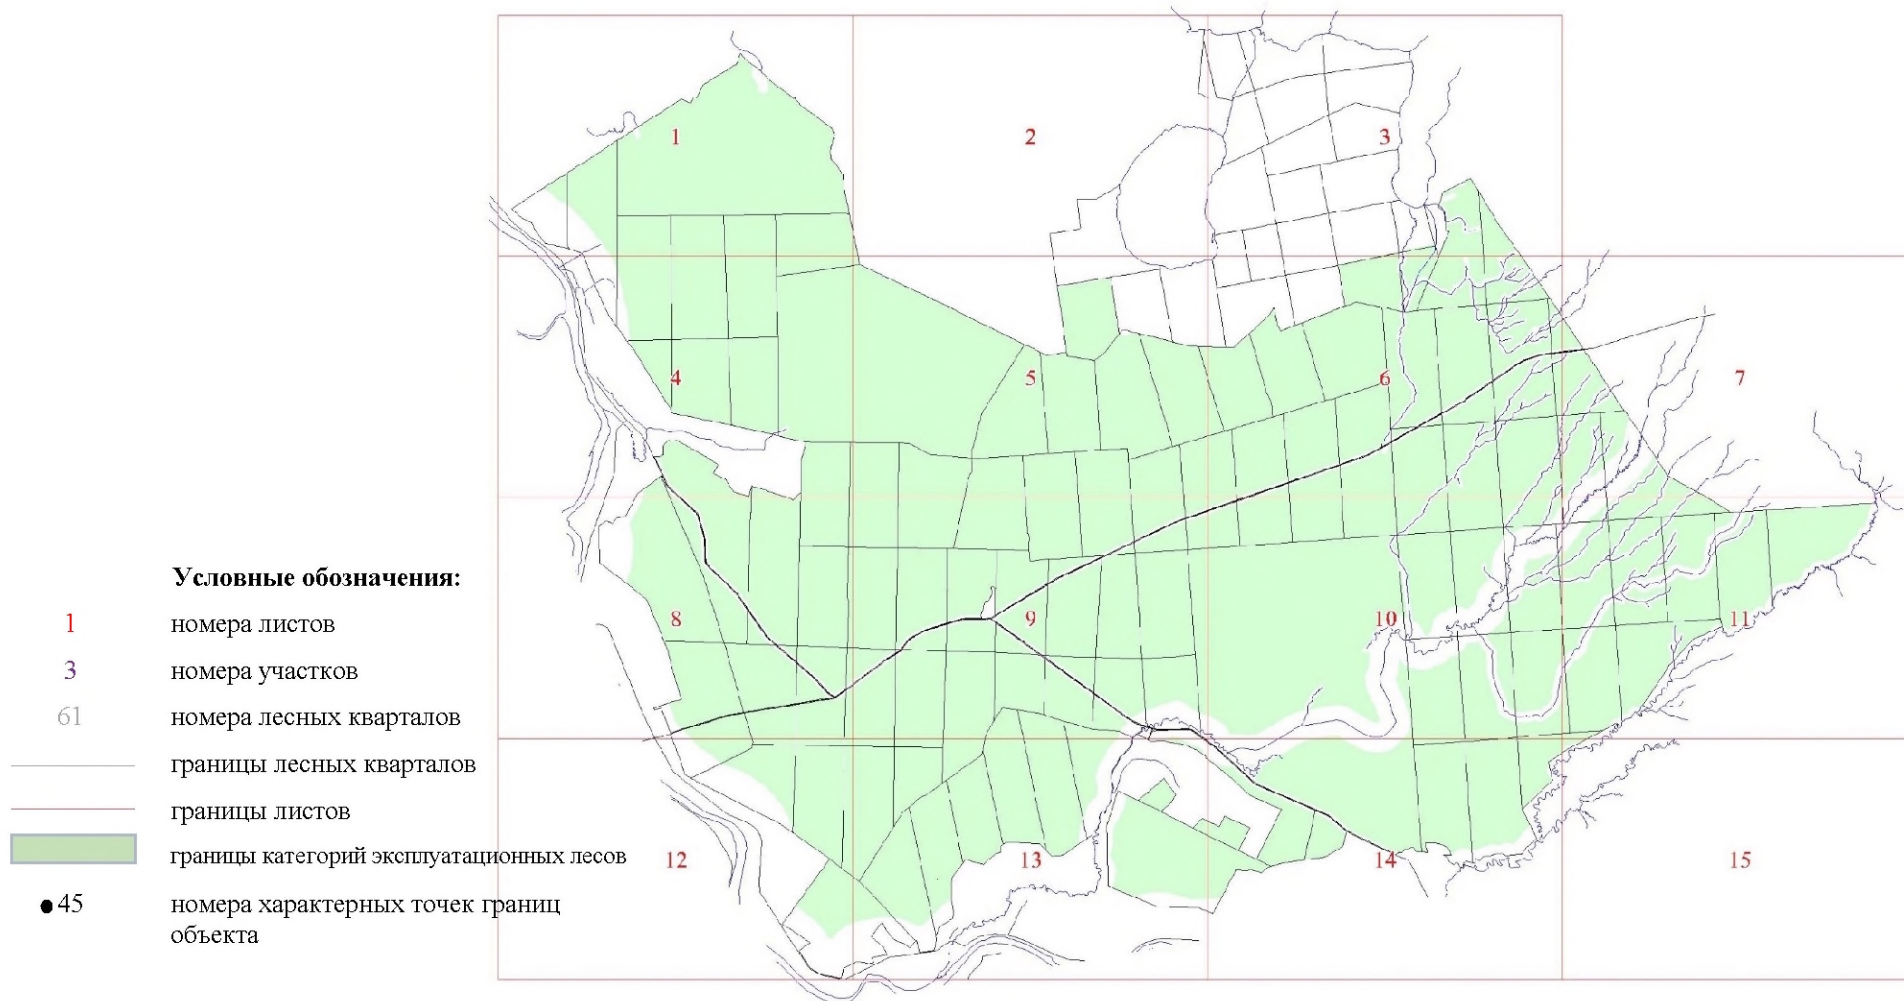 1
2
3
4
5
6
7
8
9
10
11
12
13
14
15
Условные обозначения:
1 номера листов
3 номера участков
61 номера лесных кварталов
границы лесных кварталов
границы листов
границы категорий эксплуатационных лесов
45 номера характерных точек границ
объекта